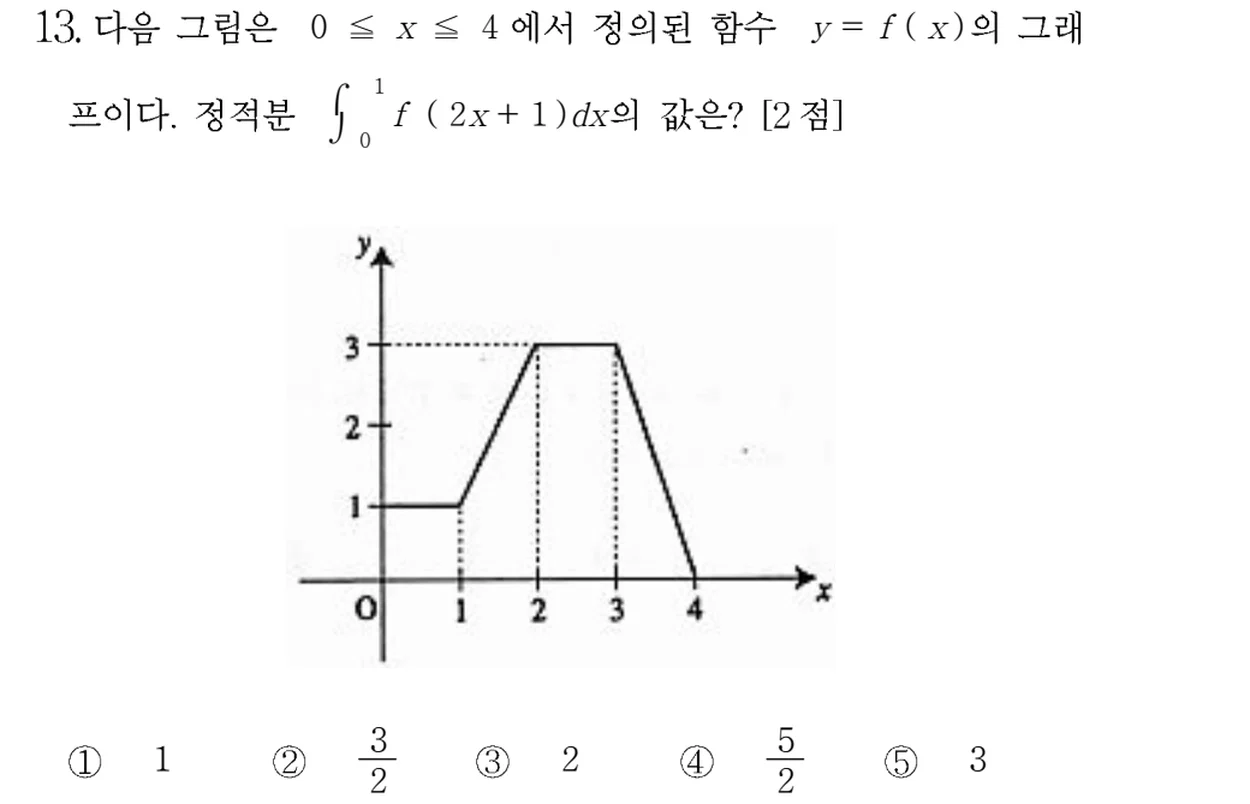 13. 다음 그림은 0 ≦ x ≦ 4 에서 정의된 함수 y = f ( x)의 그래
프이다. 정적분 ∫₀¹ f ( 2x + 1 )dx의 값은? [2점]
y
3
2
1
O 1 2 3 4 x
① 1 ② 3/2 ③ 2 ④ 5/2 ⑤ 3